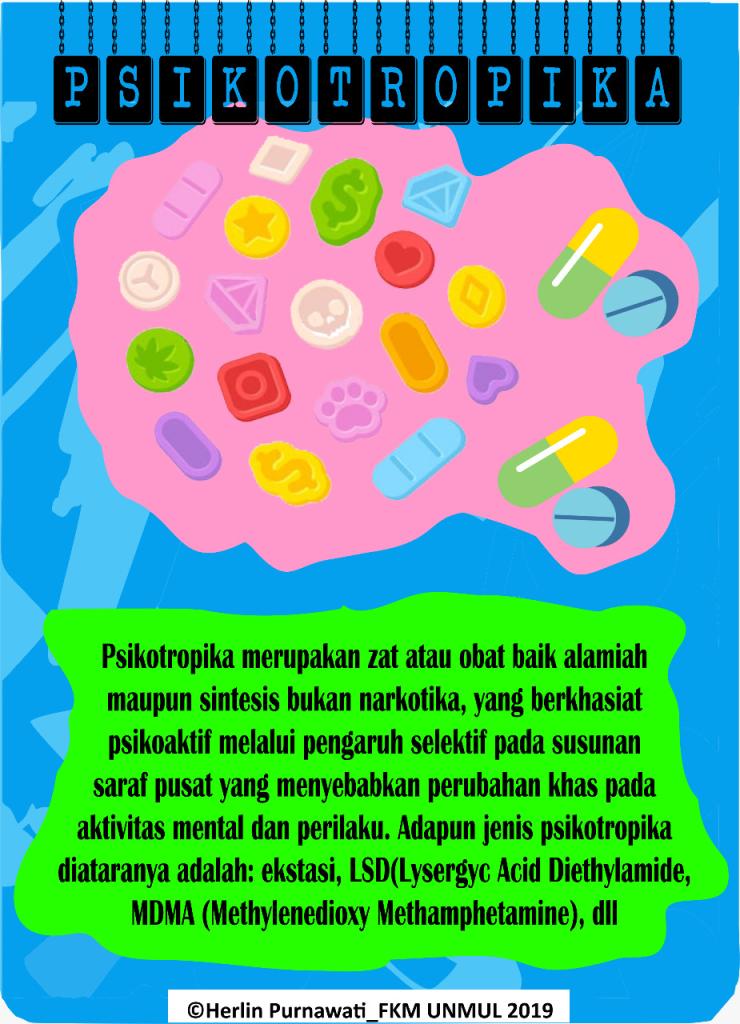 PSIKOTROPIKA
Psikotropika merupakan zat atau obat baik alamiah
maupun sintesis bukan narkotika, yang berkhasiat
psikoaktif melalui pengaruh selektif pada susunan
saraf pusat yang menyebabkan perubahan khas pada
aktivitas mental dan perilaku. Adapun jenis psikotropika
diataranya adalah: ekstasi, LSD(Lysergyc Acid Diethylamide,
MDMA (Methylenedioxy Methamphetamine), dll
©Herlin Purnawati_FKM UNMUL 2019